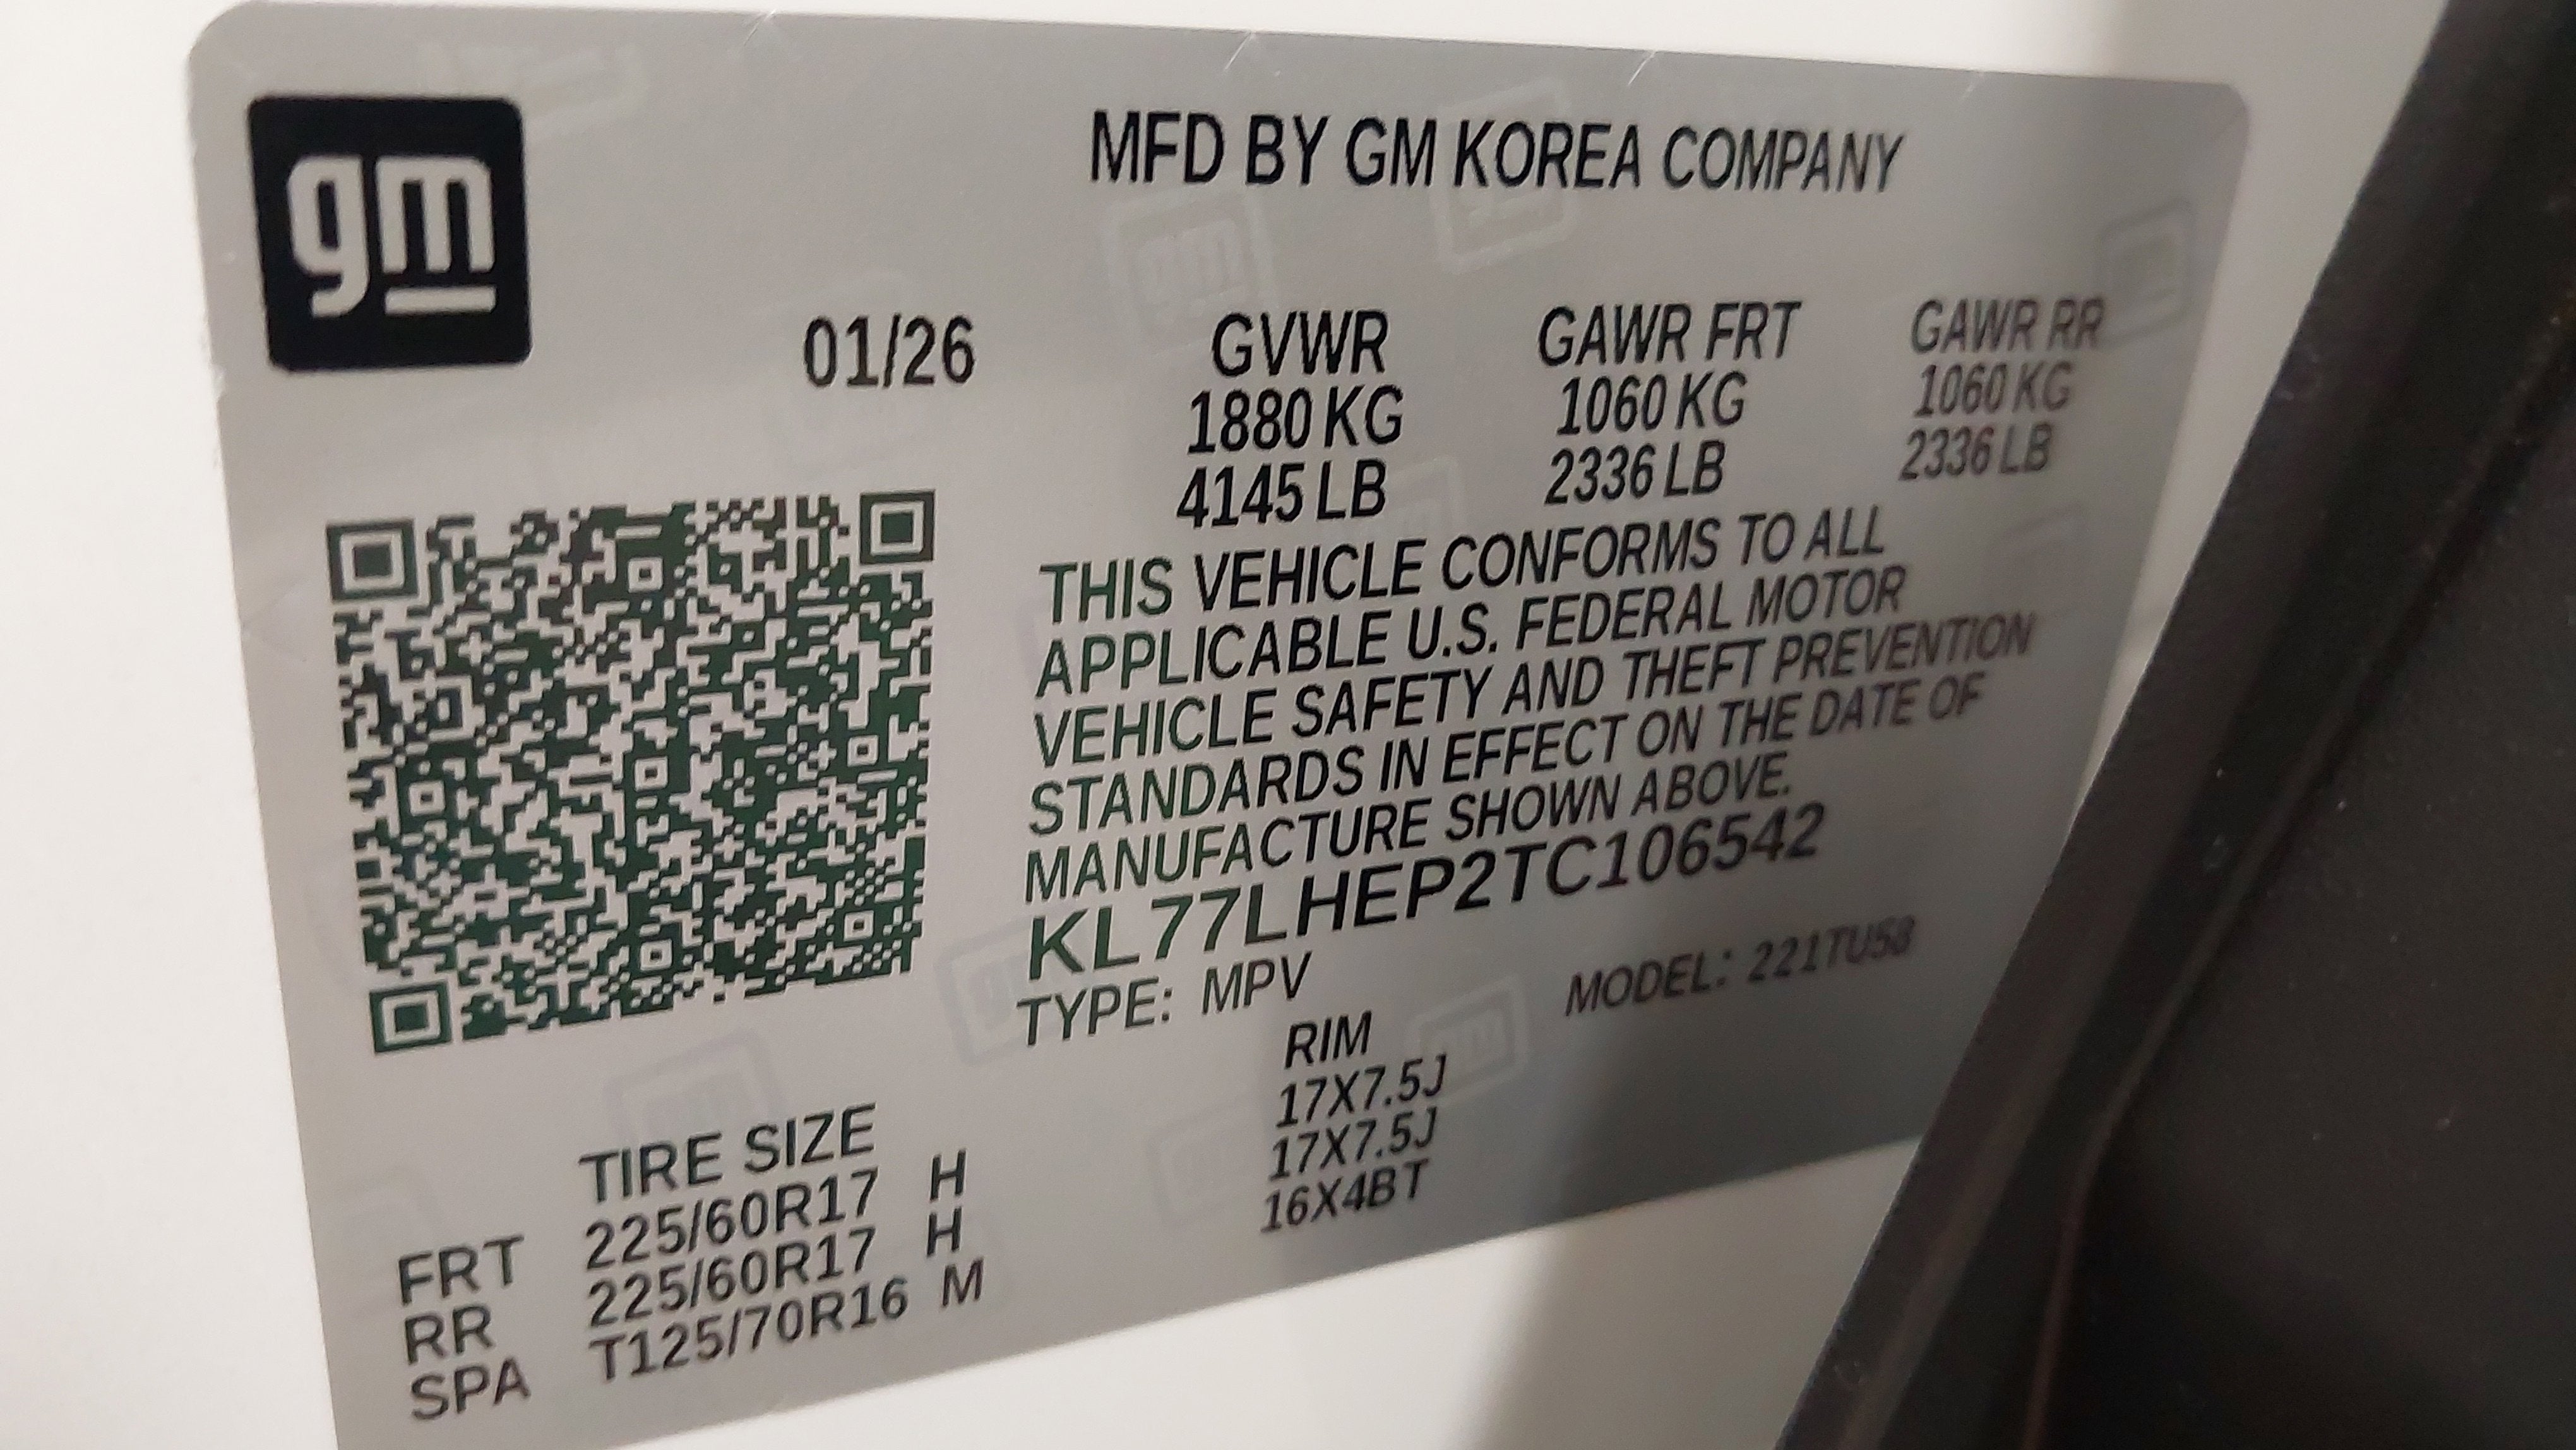 gm
MFD BY GM KOREA COMPANY
01/26
GVWR GAWR FRT GAWR RR
1880 KG 1060 KG 1060 KG
4145 LB 2336 LB 2336 LB
THIS VEHICLE CONFORMS TO ALL
APPLICABLE U.S. FEDERAL MOTOR
VEHICLE SAFETY AND THEFT PREVENTION
STANDARDS IN EFFECT ON THE DATE OF
MANUFACTURE SHOWN ABOVE.
KL77LHEP2TC106542
TYPE: MPV MODEL: 221TU58
TIRE SIZE RIM
FRT 225/60R17 H 17X7.5J
RR 225/60R17 H 17X7.5J
SPA T125/70R16 M 16X4BT